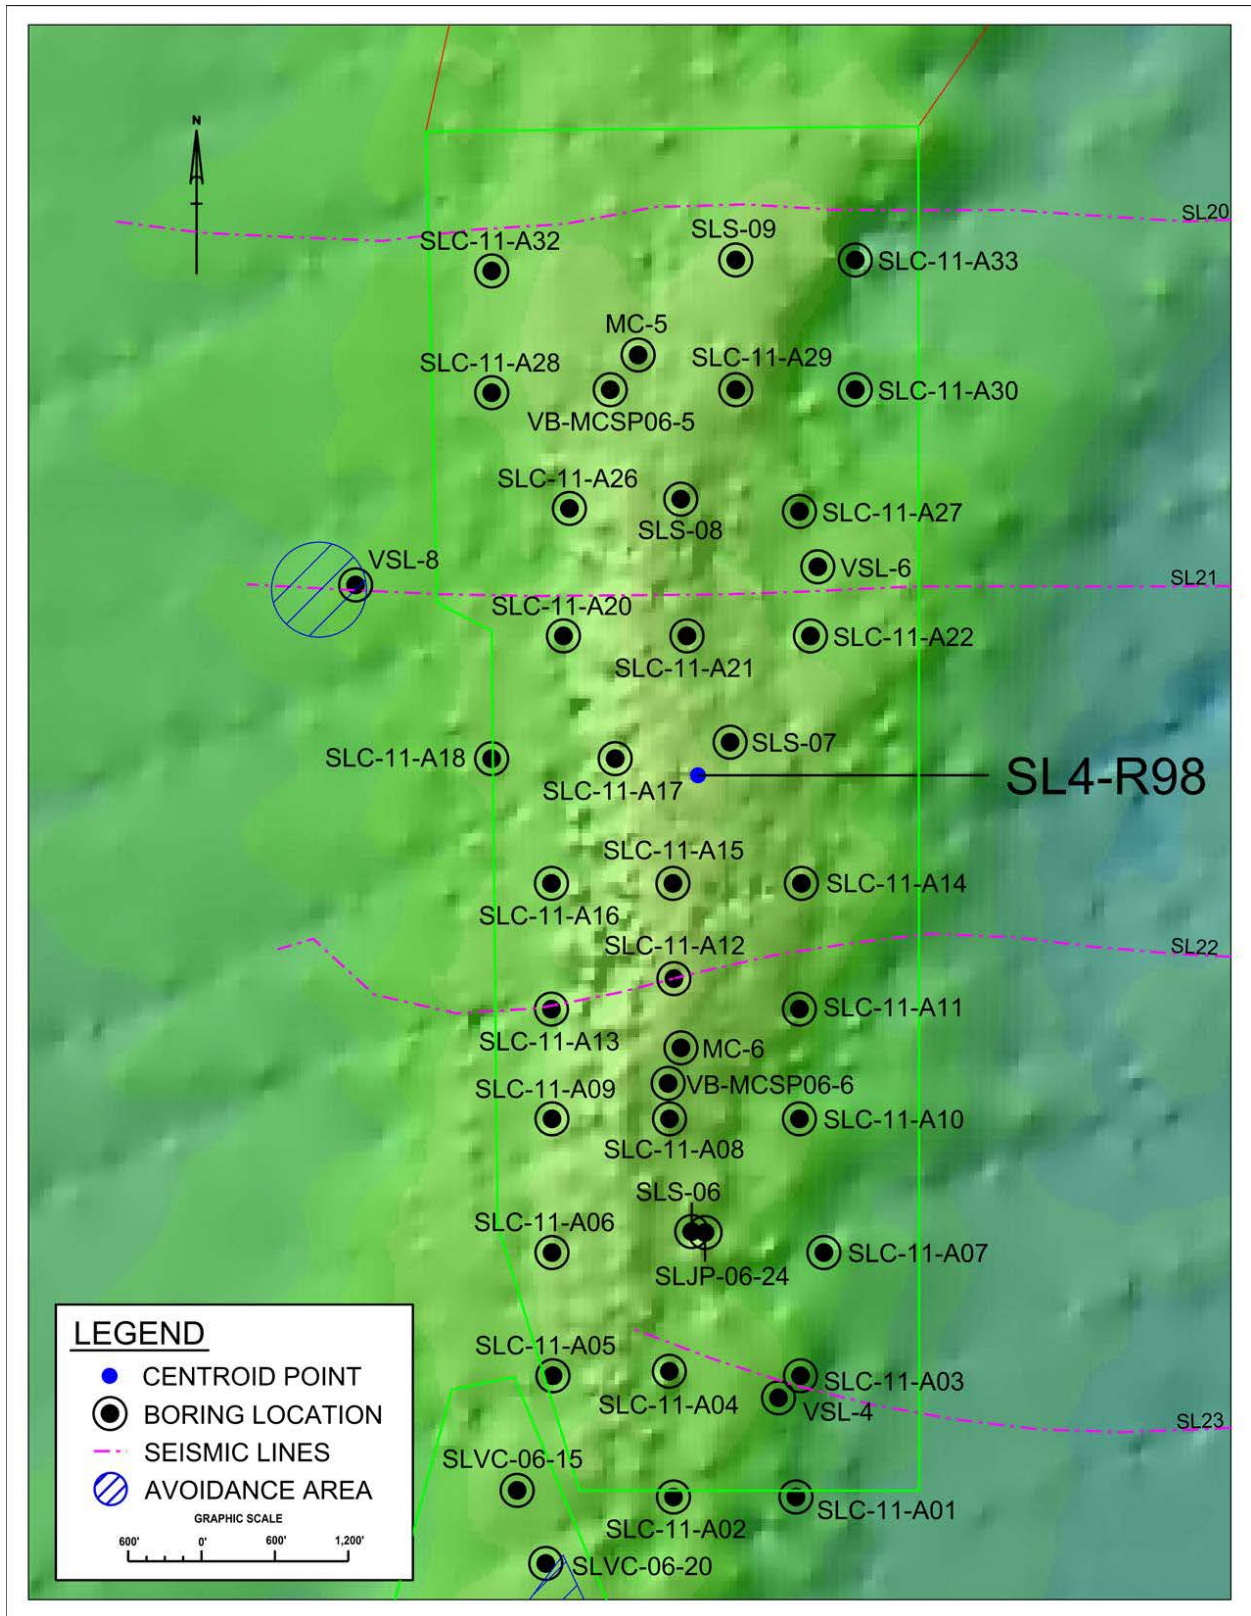 N
SL20
SLS-09
SLC-11-A32
SLC-11-A33
MC-5
SLC-11-A28
SLC-11-A29
SLC-11-A30
VB-MCSP06-5
SLC-11-A26
SLS-08
SLC-11-A27
VSL-8
VSL-6
SL21
SLC-11-A20
SLC-11-A22
SLC-11-A21
SLS-07
SLC-11-A18
SL4-R98
SLC-11-A17
SLC-11-A15
SLC-11-A14
SLC-11-A16
SLC-11-A12
SL22
SLC-11-A11
SLC-11-A13
MC-6
VB-MCSP06-6
SLC-11-A09
SLC-11-A10
SLC-11-A08
SLS-06
SLC-11-A06
SLC-11-A07
SLJP-06-24
SLC-11-A05
SLC-11-A03
SLC-11-A04
VSL-4
SL23
SLVC-06-15
SLC-11-A01
SLC-11-A02
SLVC-06-20
LEGEND
CENTROID POINT
BORING LOCATION
SEISMIC LINES
AVOIDANCE AREA
GRAPHIC SCALE
600' 0' 600' 1,200'